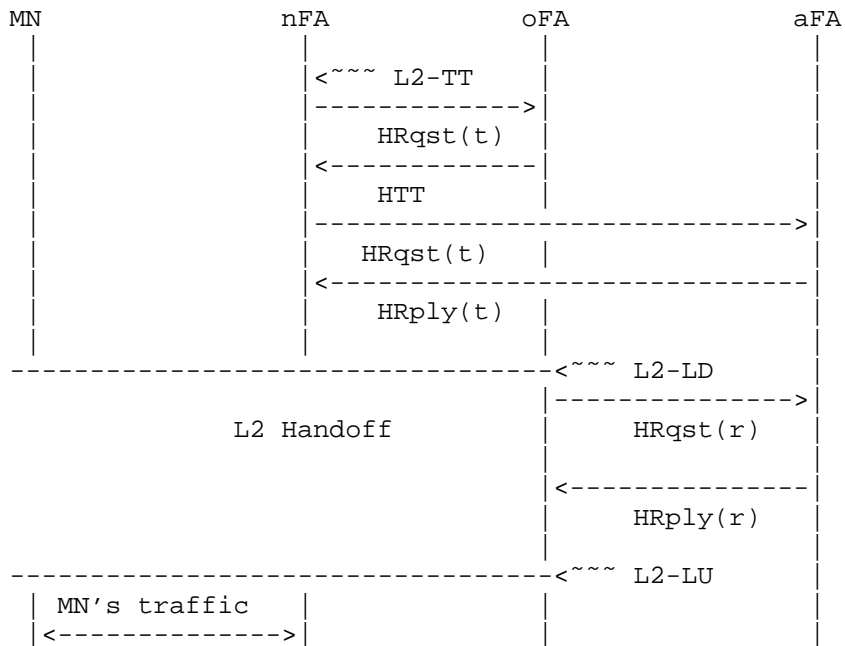 MN nFA oFA aFA
<~~~ L2-TT
------------->
HRqst(t)
<-------------
HTT
------------------------------>
HRqst(t)
<------------------------------
HRply(t)
----------------------------------<~~~ L2-LD
--------------->
L2 Handoff HRqst(r)
<---------------
HRply(r)
----------------------------------<~~~ L2-LU
MN's traffic
<-------------->